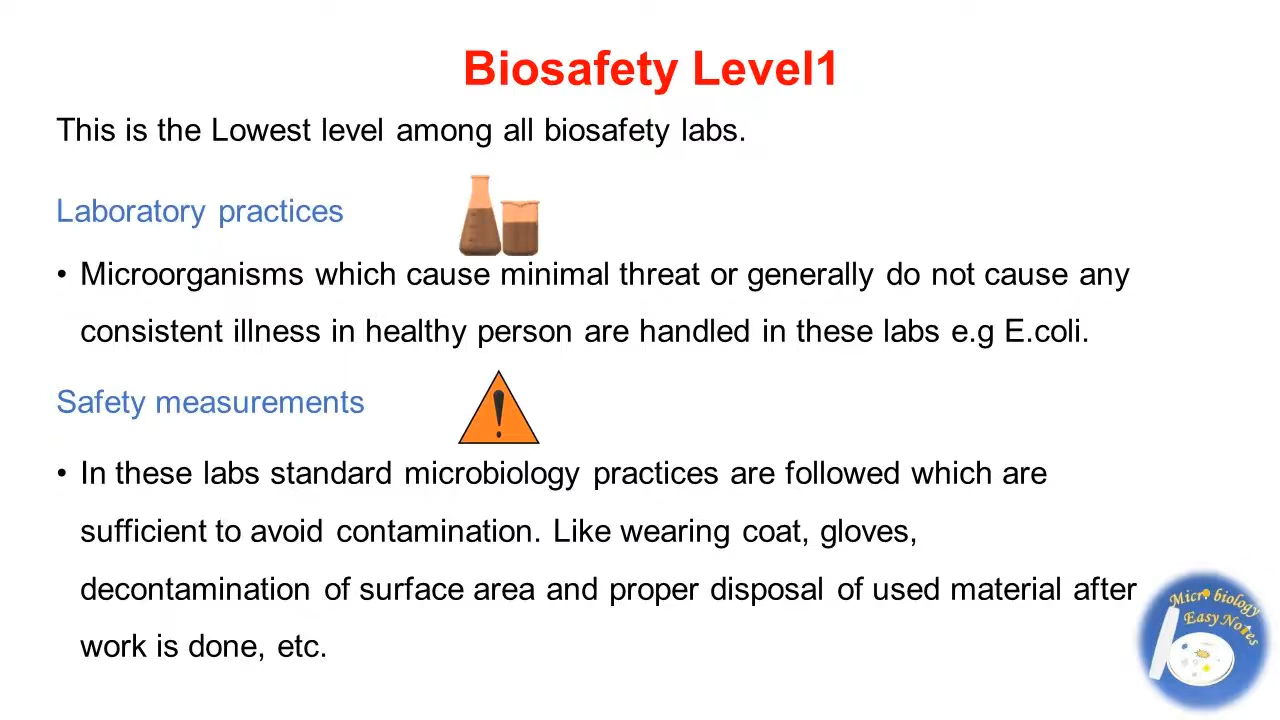 Biosafety Level1
This is the Lowest level among all biosafety labs.
Laboratory practices
• Microorganisms which cause minimal threat or generally do not cause any
consistent illness in healthy person are handled in these labs e.g E.coli.
Safety measurements
• In these labs standard microbiology practices are followed which are
sufficient to avoid contamination. Like wearing coat, gloves,
decontamination of surface area and proper disposal of used material after
work is done, etc.
Microbiology
Easy Notes